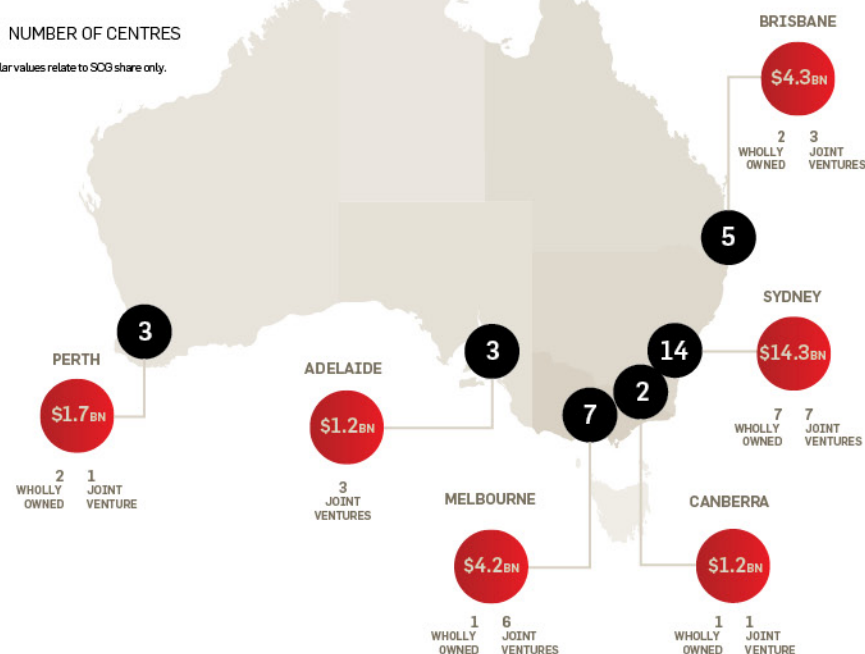 NUMBER OF CENTRES
lar values relate to SCG share only.
BRISBANE
$4.3BN
2 3
WHOLLY JOINT
OWNED VENTURES
5
SYDNEY
14
$14.3BN
7 7
WHOLLY JOINT
OWNED VENTURES
3
PERTH
$1.7BN
2 1
WHOLLY JOINT
OWNED VENTURE
3
ADELAIDE
$1.2BN
3
JOINT
VENTURES
7
MELBOURNE
$4.2BN
1 6
WHOLLY JOINT
OWNED VENTURES
2
CANBERRA
$1.2BN
1 1
WHOLLY JOINT
OWNED VENTURE